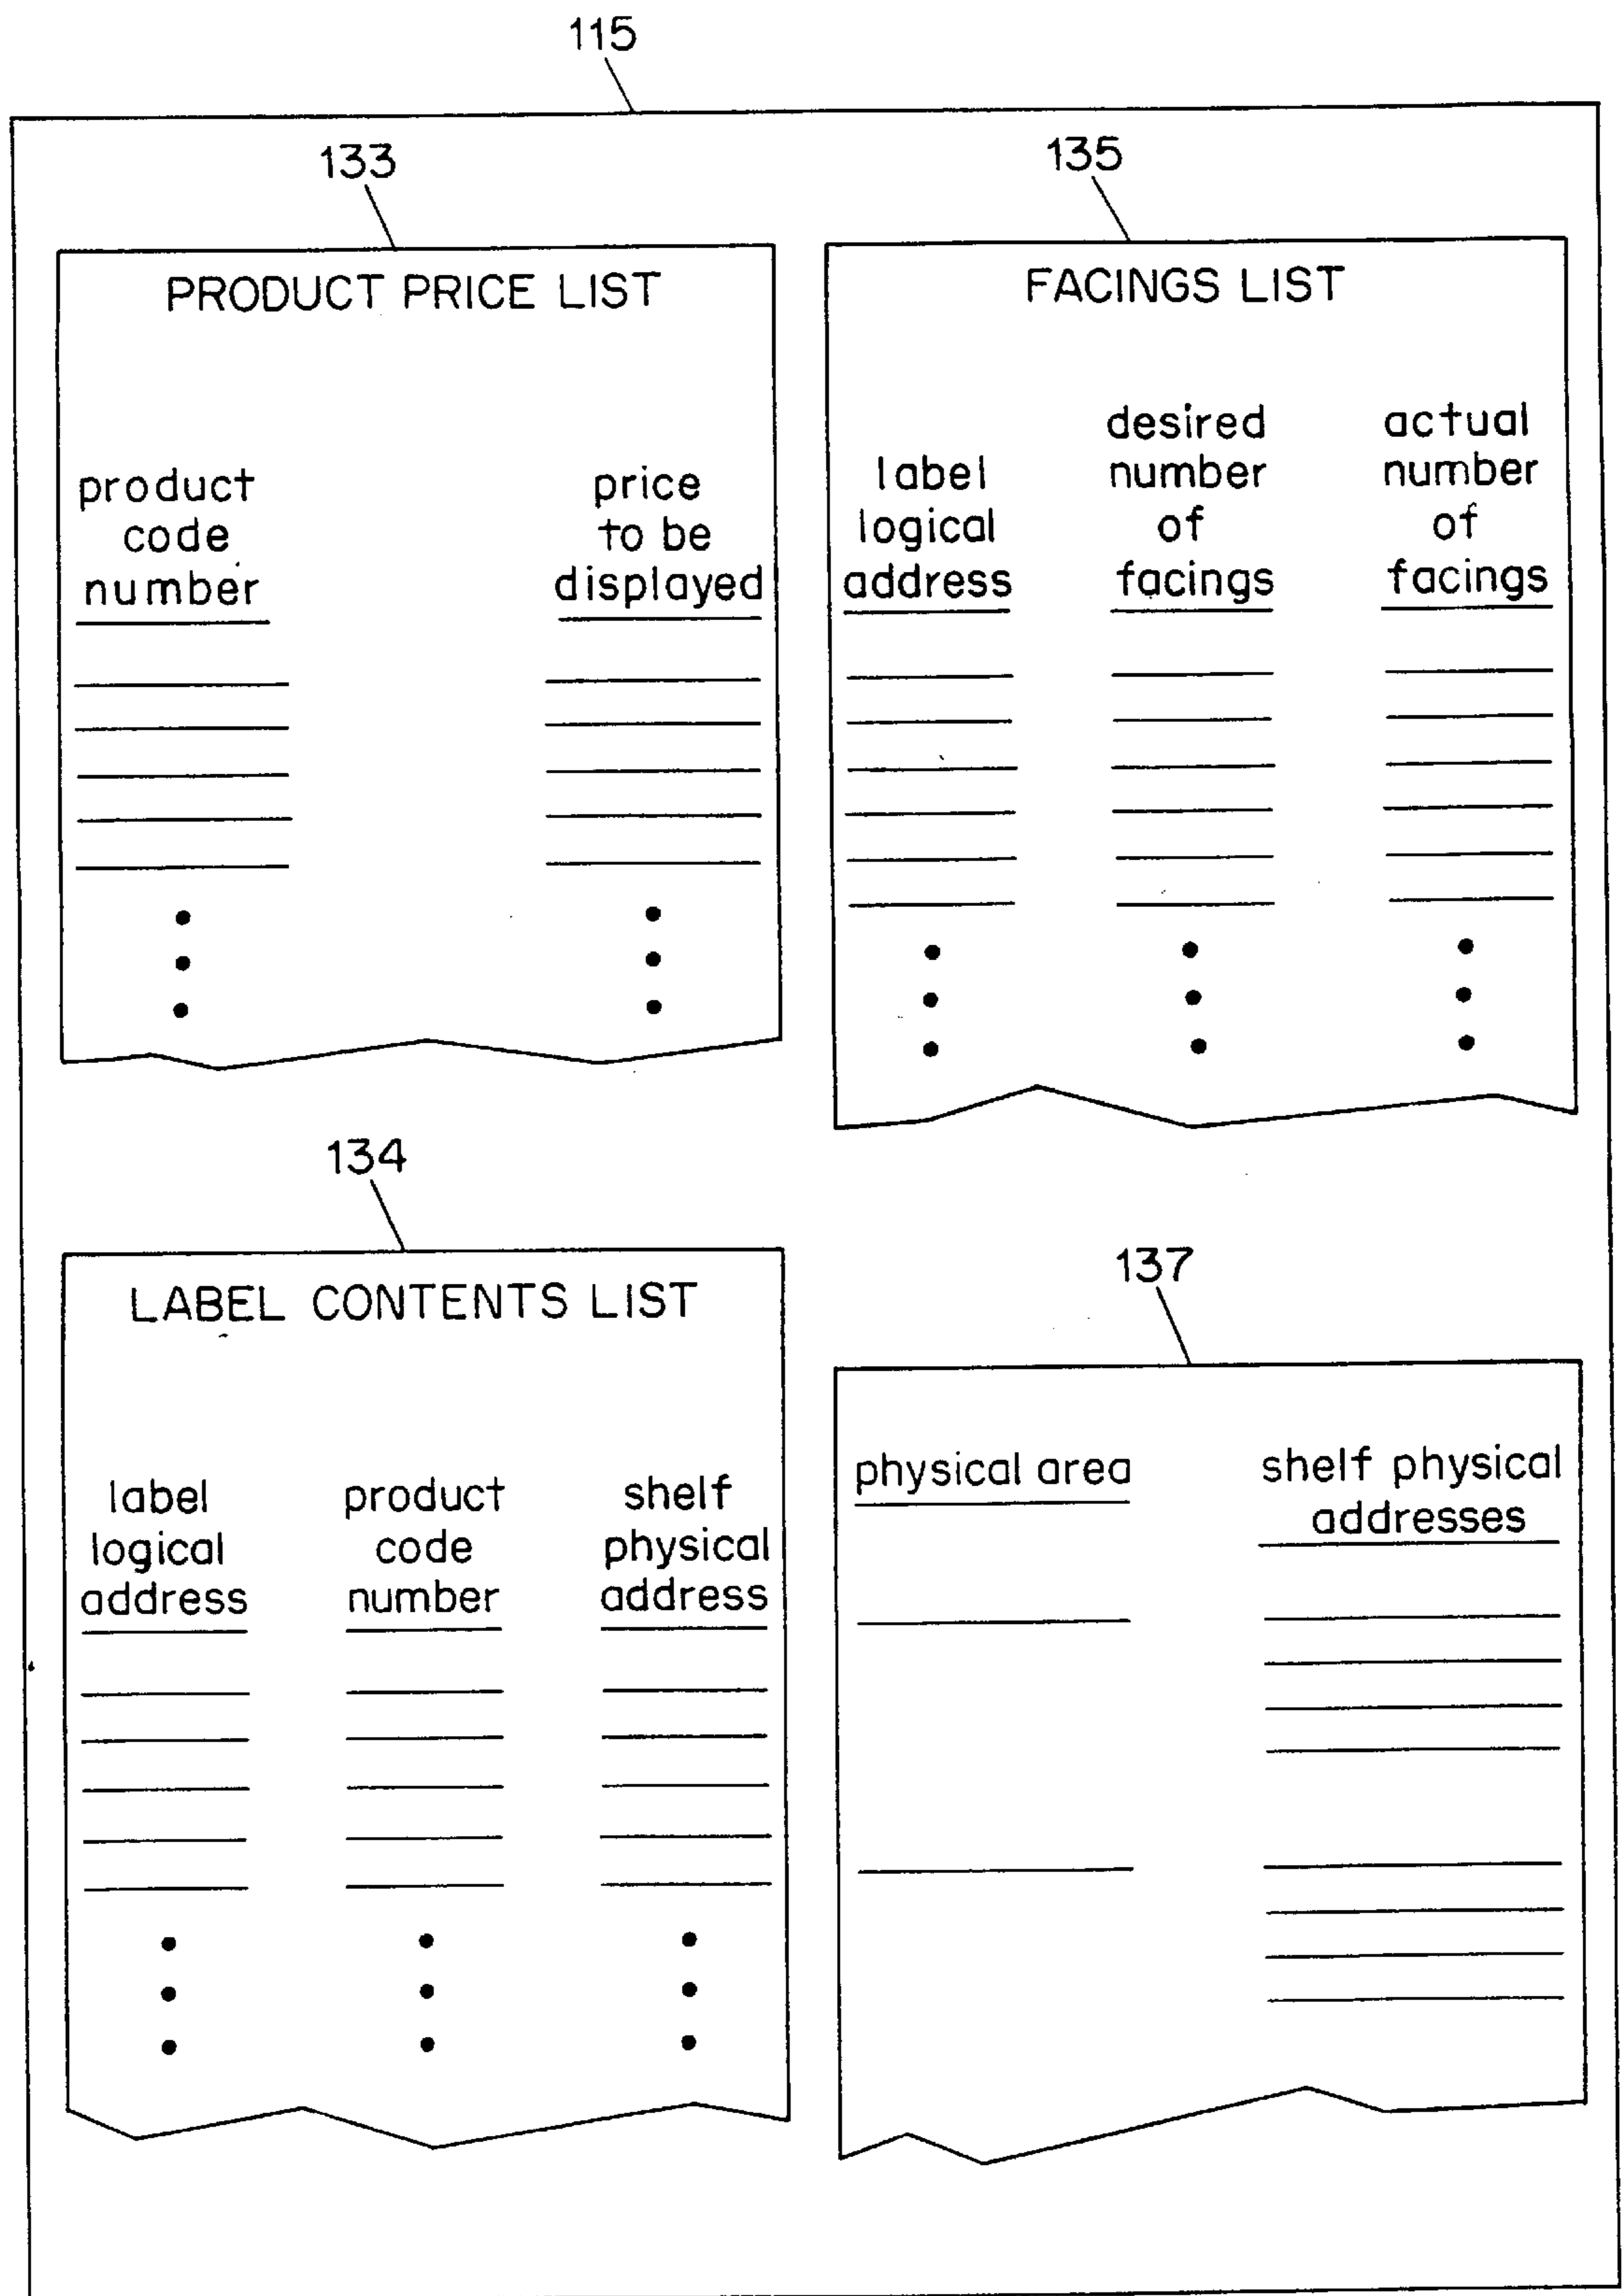 115
133
PRODUCT PRICE LIST
product
code
number
price
to be
displayed
135
FACINGS LIST
label
logical
address
desired
number
of
facings
actual
number
of
facings
134
LABEL CONTENTS LIST
label
logical
address
product
code
number
shelf
physical
address
137
physical area
shelf physical
addresses